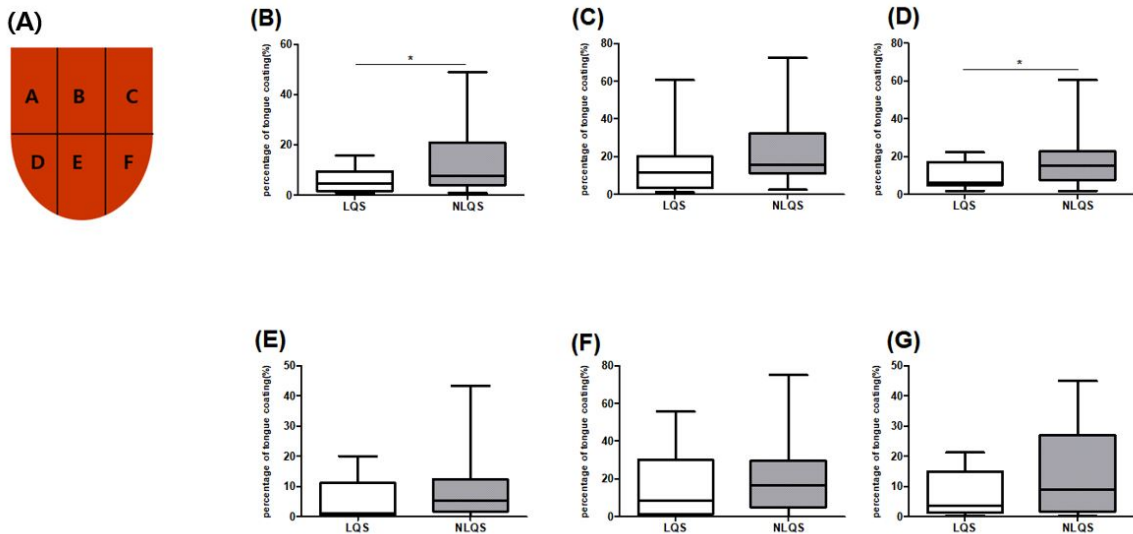 (A)
A B C
D E F
(B)
percentage of tongue coating(%)
60
40
20
0
*
LQS NLQS
(C)
percentage of tongue coating(%)
80
60
40
20
0
LQS NLQS
(D)
percentage of tongue coating(%)
80
60
40
20
0
*
LQS NLQS
(E)
percentage of tongue coating(%)
50
40
30
20
10
0
LQS NLQS
(F)
percentage of tongue coating(%)
80
60
40
20
0
LQS NLQS
(G)
percentage of tongue coating(%)
50
40
30
20
10
0
LQS NLQS